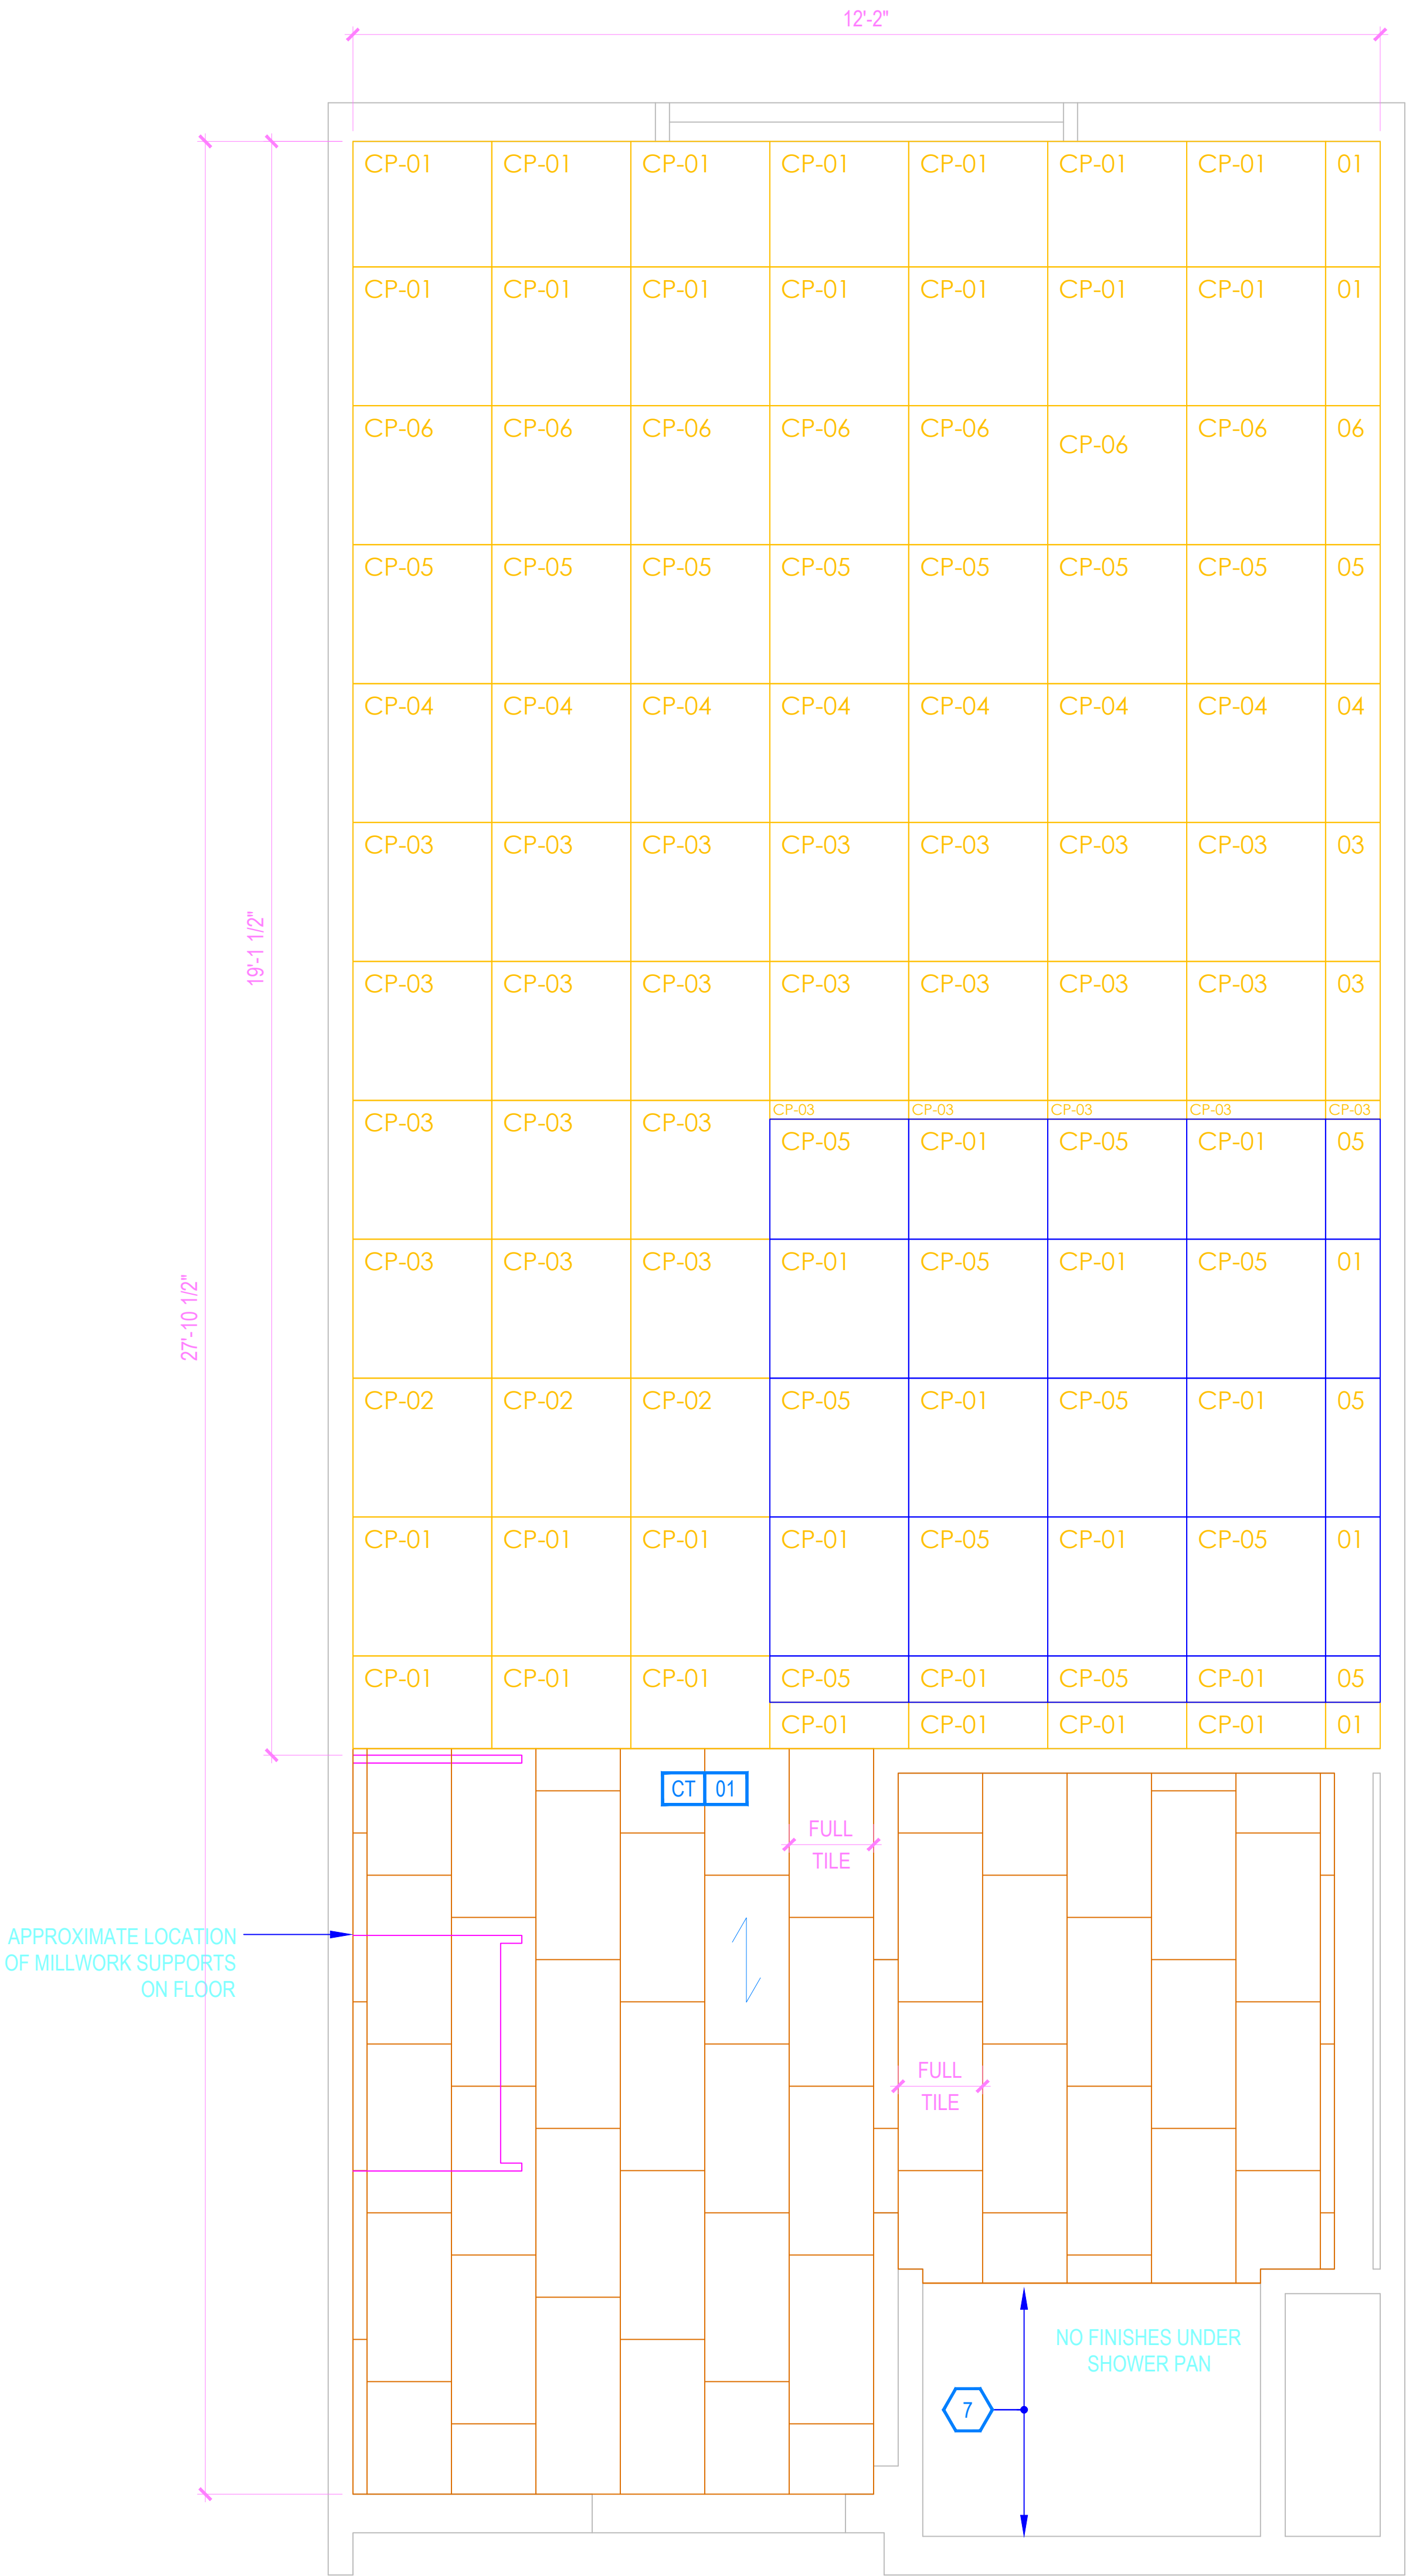 12'-2"
CP-01 CP-01 CP-01 CP-01 CP-01 CP-01 CP-01 01
CP-01 CP-01 CP-01 CP-01 CP-01 CP-01 CP-01 01
CP-06 CP-06 CP-06 CP-06 CP-06 CP-06 CP-06 06
CP-05 CP-05 CP-05 CP-05 CP-05 CP-05 CP-05 05
CP-04 CP-04 CP-04 CP-04 CP-04 CP-04 CP-04 04
CP-03 CP-03 CP-03 CP-03 CP-03 CP-03 CP-03 03
19'-1 1/2"
CP-03 CP-03 CP-03 CP-03 CP-03 CP-03 CP-03 03
CP-03 CP-03 CP-03 CP-03 CP-03 CP-03 CP-03 CP-03
CP-05 CP-01 CP-05 CP-01 05
CP-03 CP-03 CP-03 CP-01 CP-05 CP-01 CP-05 01
27'-10 1/2"
CP-02 CP-02 CP-02 CP-05 CP-01 CP-05 CP-01 05
CP-01 CP-01 CP-01 CP-01 CP-05 CP-01 CP-05 01
CP-01 CP-01 CP-01 CP-05 CP-01 CP-05 CP-01 05
CP-01 CP-01 CP-01 CP-01 01
CT 01
FULL
TILE
APPROXIMATE LOCATION
OF MILLWORK SUPPORTS
ON FLOOR
FULL
TILE
NO FINISHES UNDER
SHOWER PAN
7